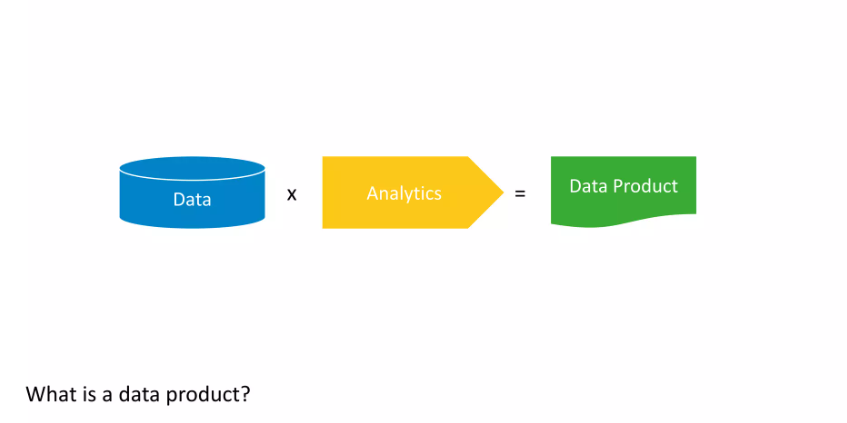 Data x Analytics = Data Product
What is a data product?